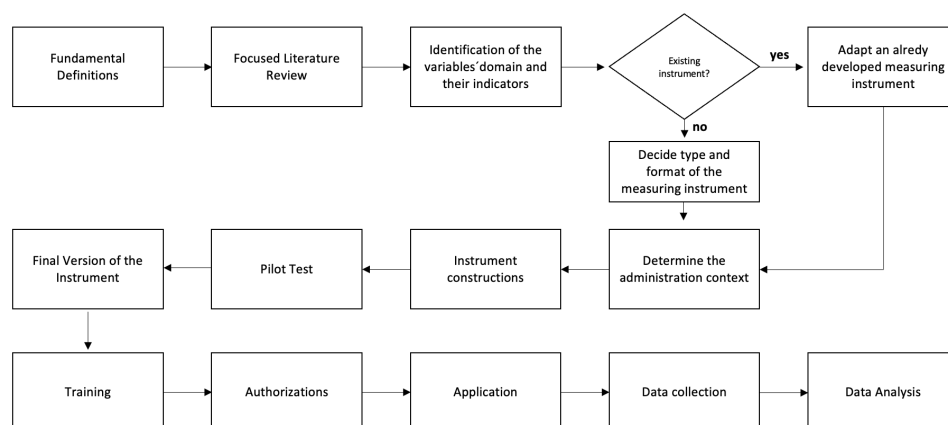 Fundamental
Definitions
Focused Literature
Review
Identification of the
variables´domain and
their indicators
Existing
instrument?
yes
Adapt an alredy
developed measuring
instrument
no
Decide type and
format of the
measuring instrument
Final Version of the
Instrument
Pilot Test
Instrument
constructions
Determine the
administration context
Training
Authorizations
Application
Data collection
Data Analysis